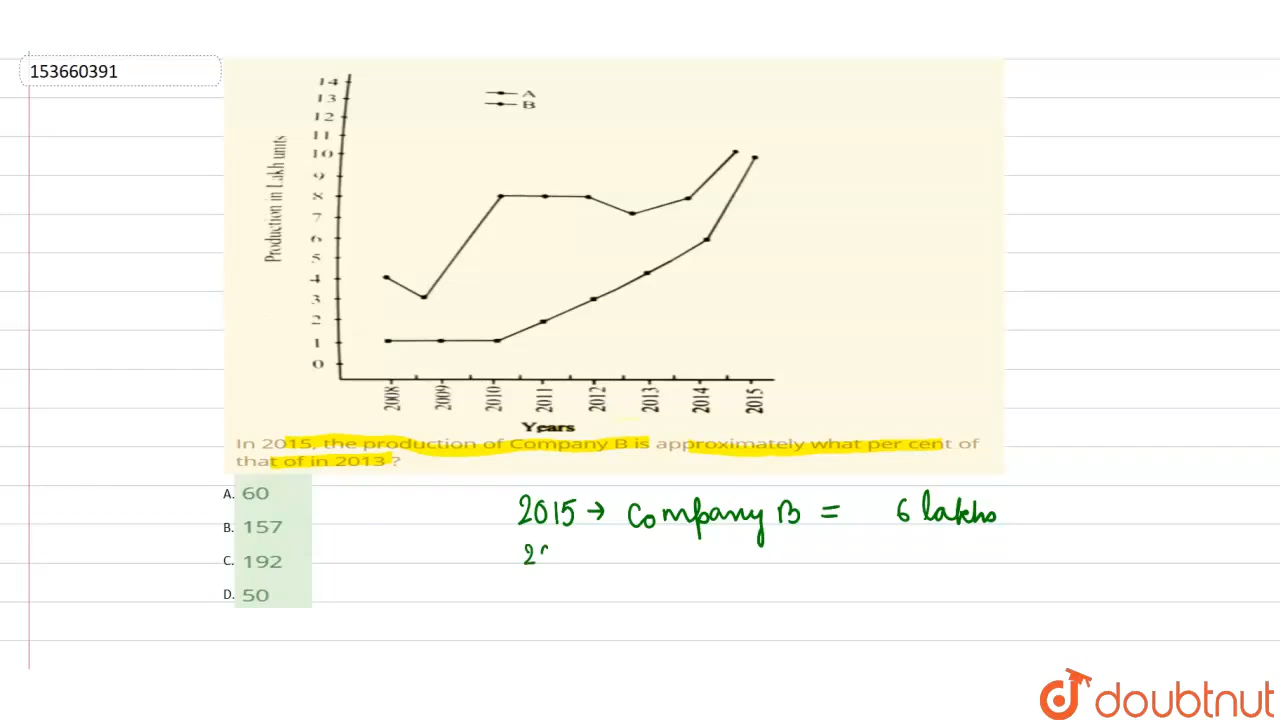 153660391
14
13
12
11
10
9
8
7
6
5
4
3
2
1
0
Production in Lakh units
A
B
2008 2009 2010 2011 2012 2013 2014 2015
Years
In 2015, the production of Company B is approximately what per cent of
that of in 2013 ?
A. 60
B. 157
C. 192
D. 50
2015 → Company B = 6 lakhs
2
doubtnut